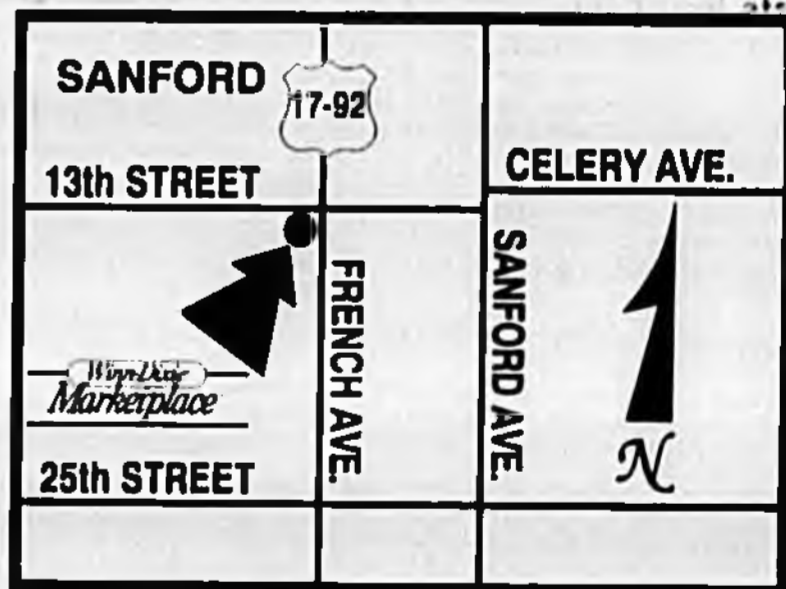 SANFORD
17-92
13th STREET
CELERY AVE.
FRENCH AVE.
SANFORD AVE.
Winn-Dixie
Marketplace
25th STREET
N